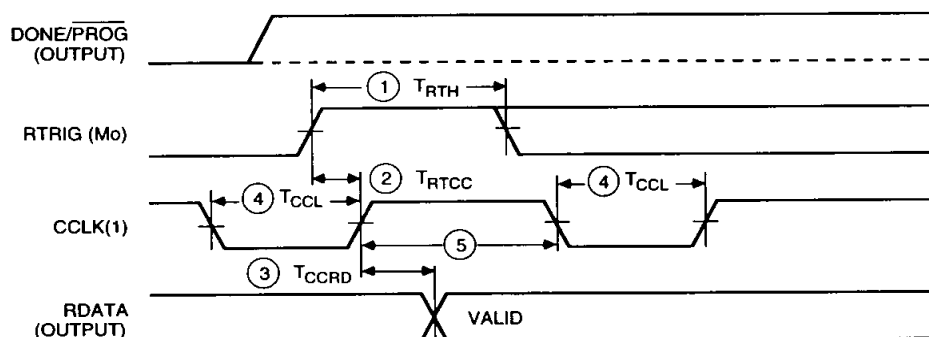 DONE/PROG
(OUTPUT)
1 TRTH
RTRIG (Mo)
2 TRTCC
4 TCCL
4 TCCL
CCLK(1)
5
3 TCCRD
RDATA
(OUTPUT)
VALID